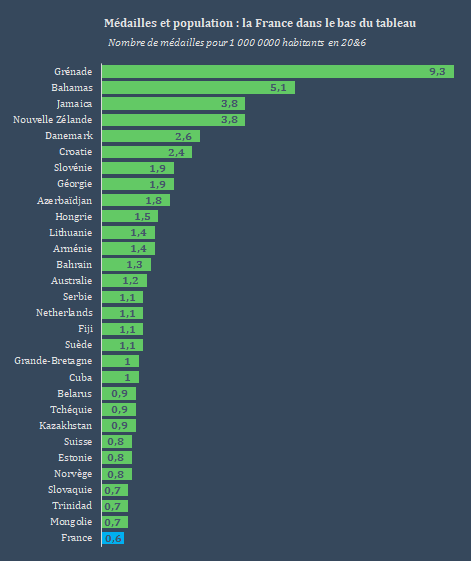 Médailles et population : la France dans le bas du tableau
Nombre de médailles pour 1 000 0000 habitants en 20&6
Grénade 9,3
Bahamas 5,1
Jamaica 3,8
Nouvelle Zélande 3,8
Danemark 2,6
Croatie 2,4
Slovénie 1,9
Géorgie 1,9
Azerbaïdjan 1,8
Hongrie 1,5
Lithuanie 1,4
Arménie 1,4
Bahrain 1,3
Australie 1,2
Serbie 1,1
Netherlands 1,1
Fiji 1,1
Suède 1,1
Grande-Bretagne 1
Cuba 1
Belarus 0,9
Tchéquie 0,9
Kazakhstan 0,9
Suisse 0,8
Estonie 0,8
Norvège 0,8
Slovaquie 0,7
Trinidad 0,7
Mongolie 0,7
France 0,6